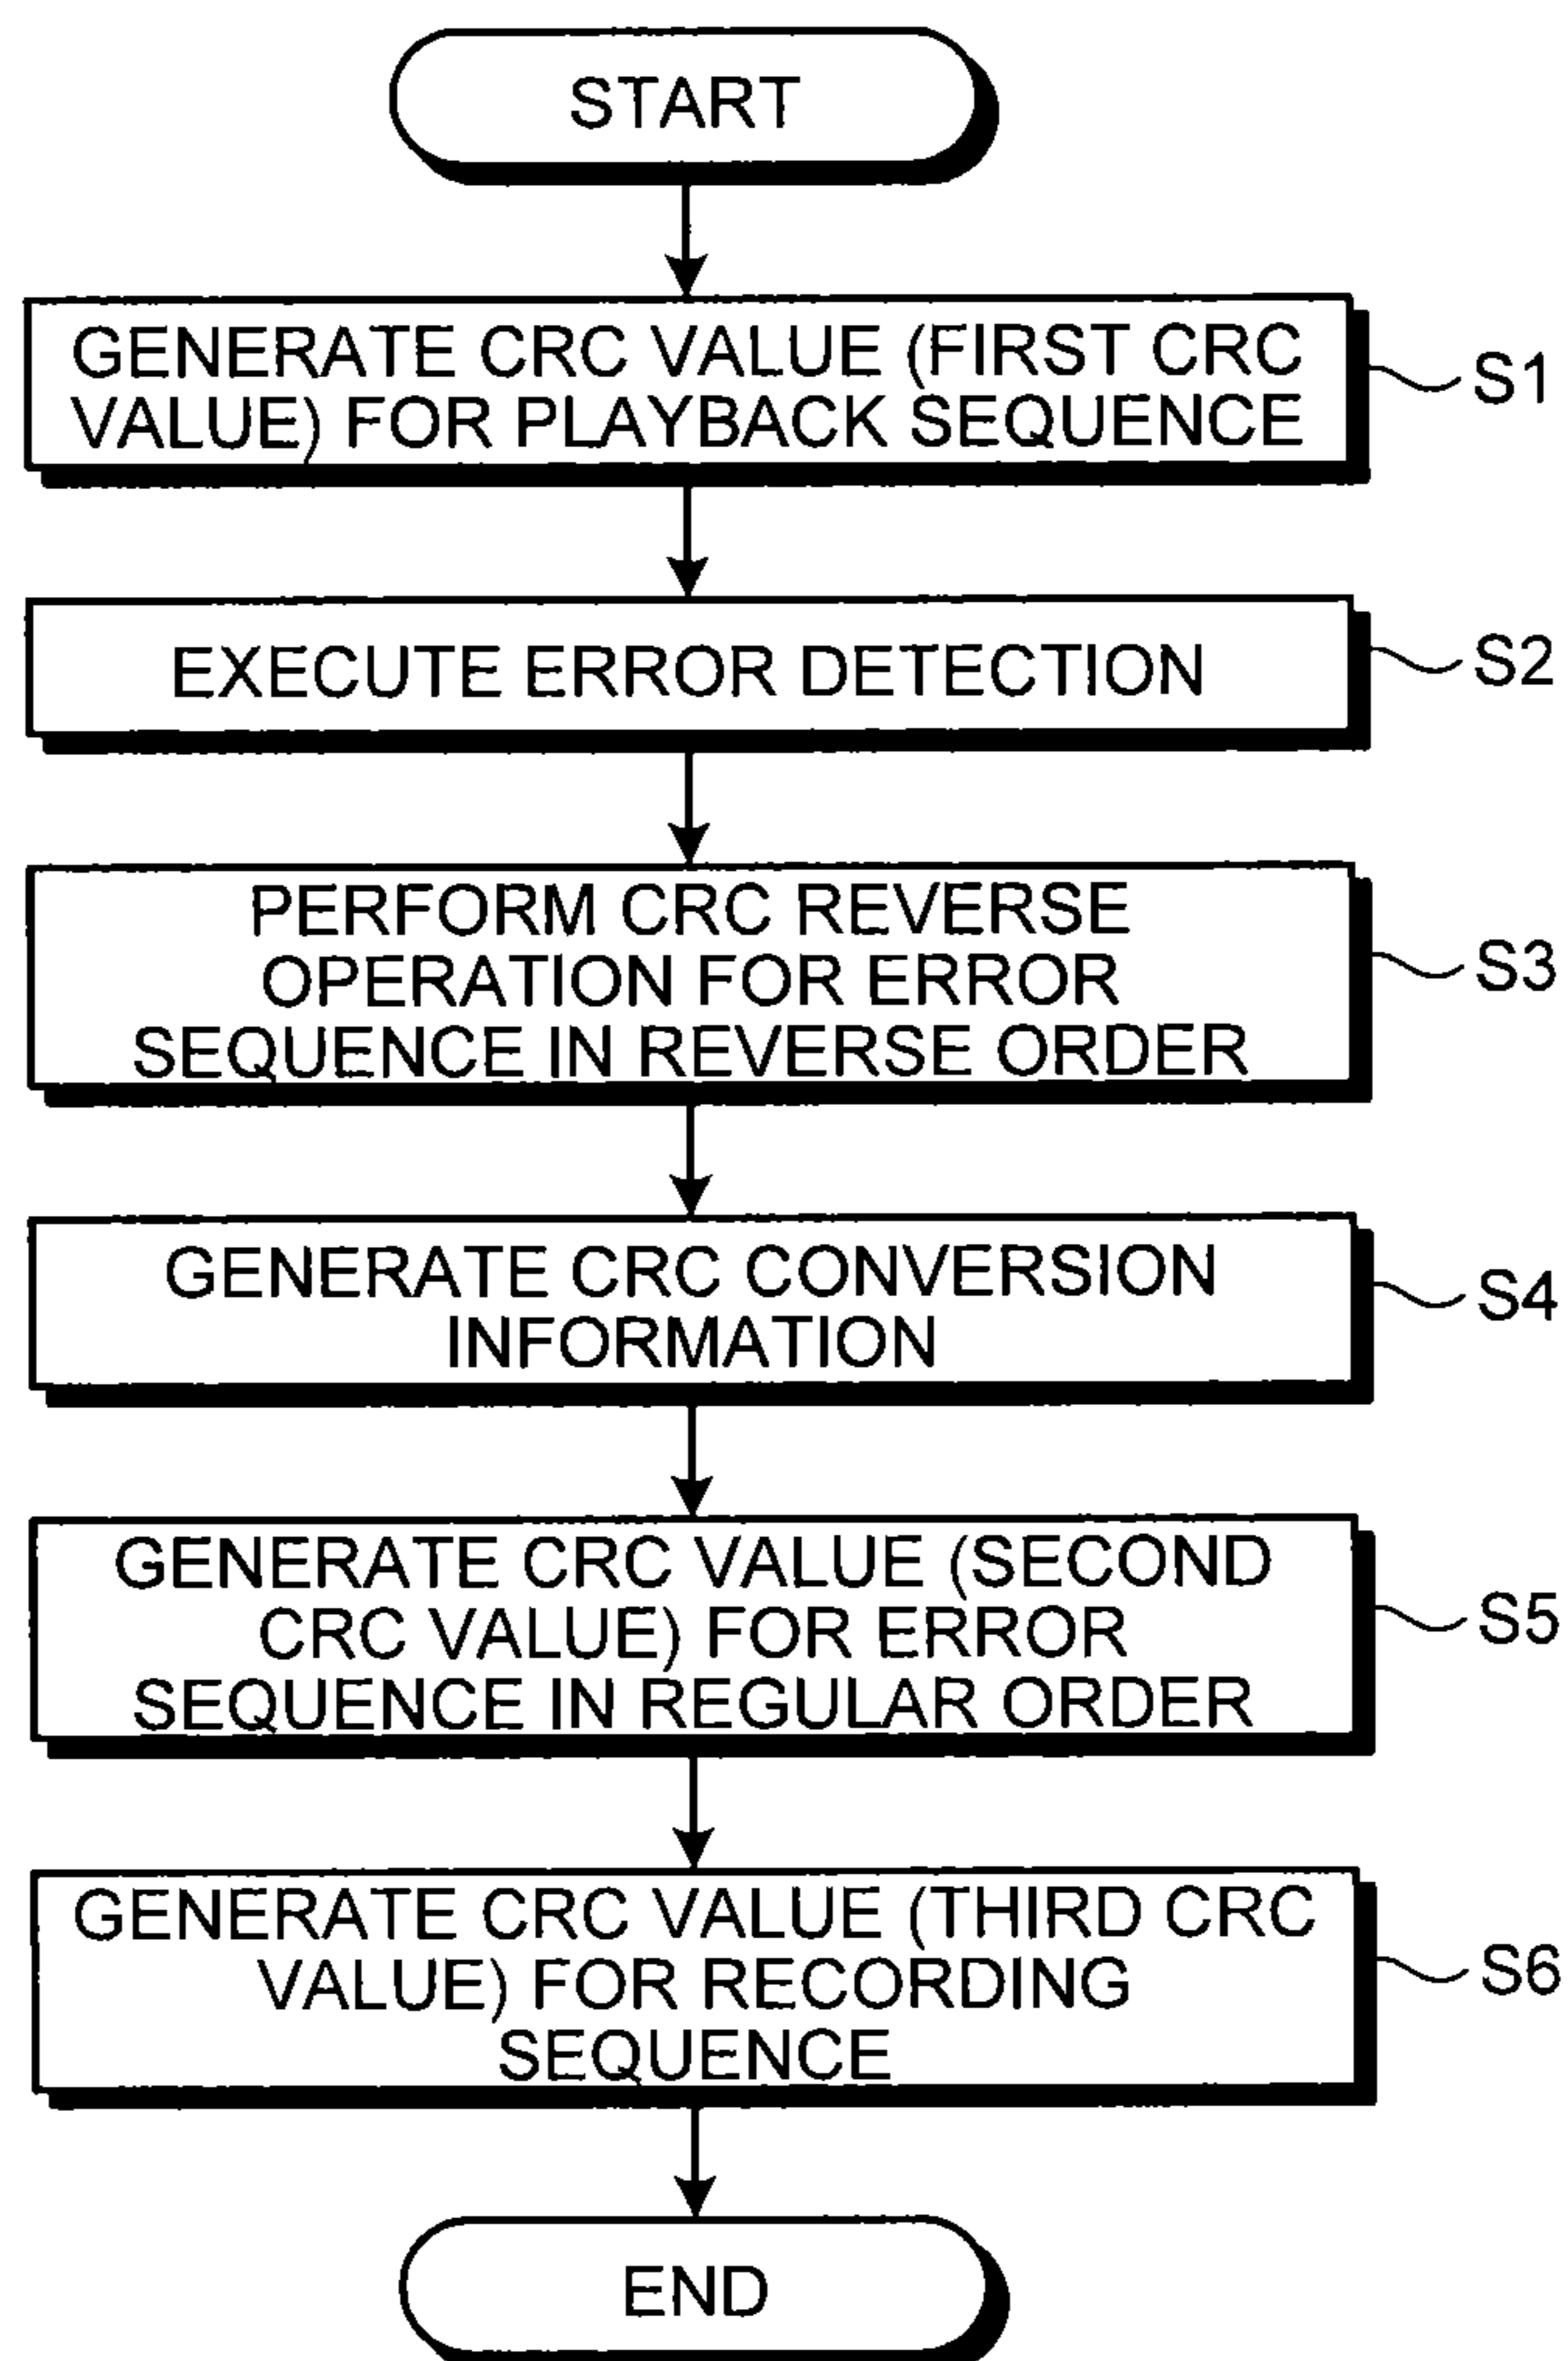 START
GENERATE CRC VALUE (FIRST CRC
VALUE) FOR PLAYBACK SEQUENCE
S1
EXECUTE ERROR DETECTION
S2
PERFORM CRC REVERSE
OPERATION FOR ERROR
SEQUENCE IN REVERSE ORDER
S3
GENERATE CRC CONVERSION
INFORMATION
S4
GENERATE CRC VALUE (SECOND
CRC VALUE) FOR ERROR
SEQUENCE IN REGULAR ORDER
S5
GENERATE CRC VALUE (THIRD CRC
VALUE) FOR RECORDING
SEQUENCE
S6
END